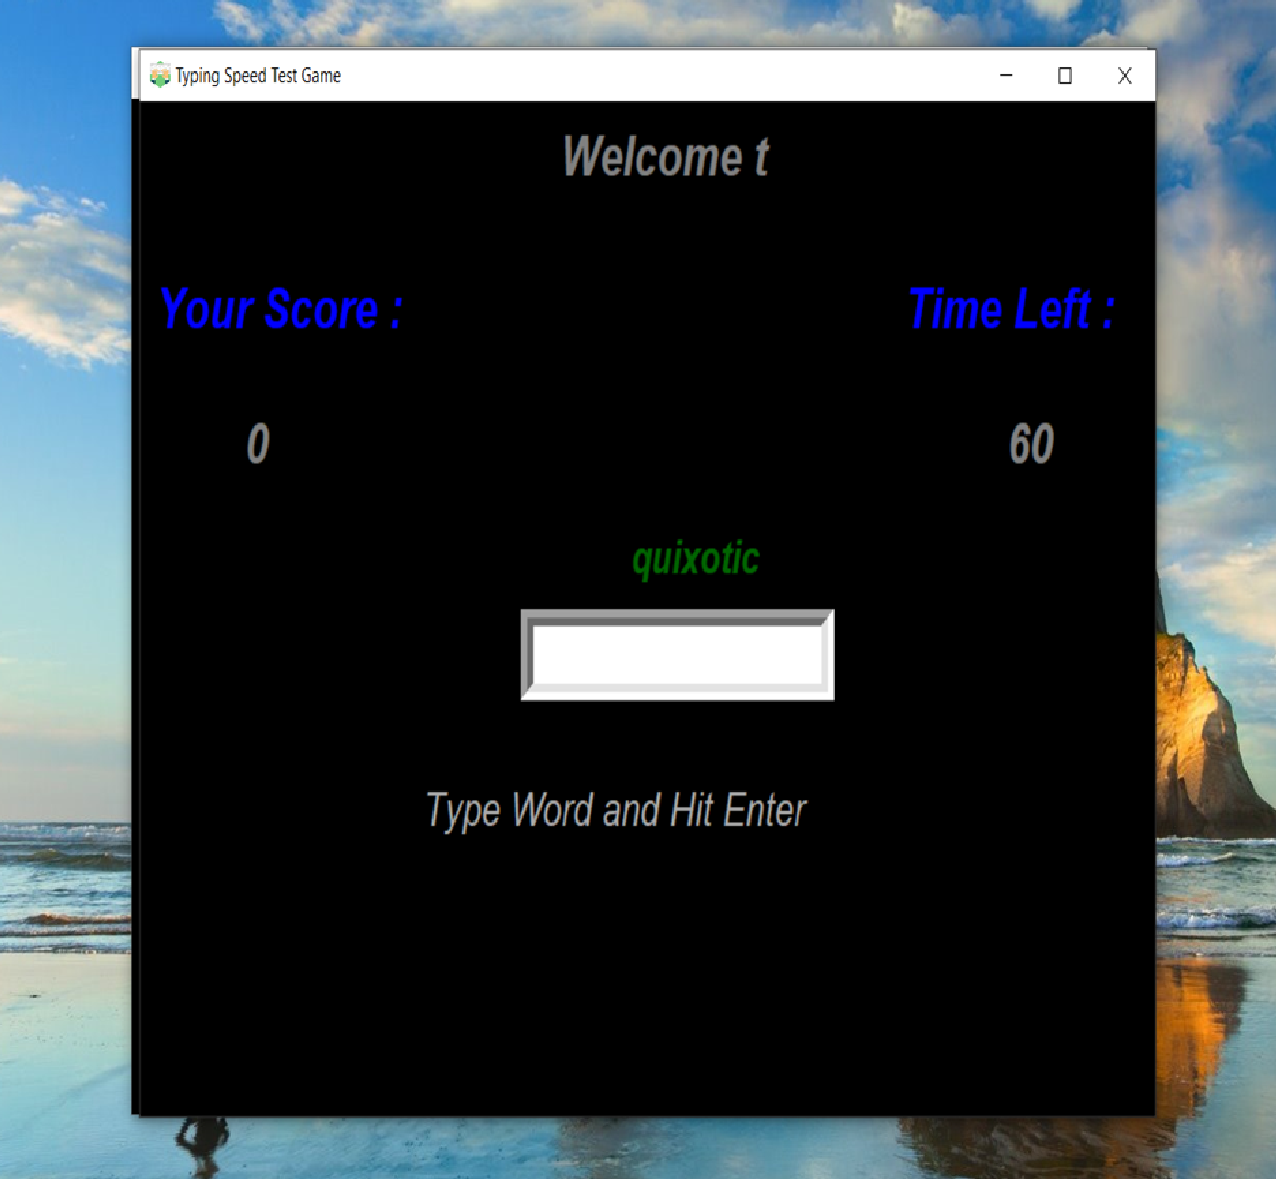 Typing Speed Test Game
Welcome t
Your Score :
Time Left :
0
60
quixotic
Type Word and Hit Enter